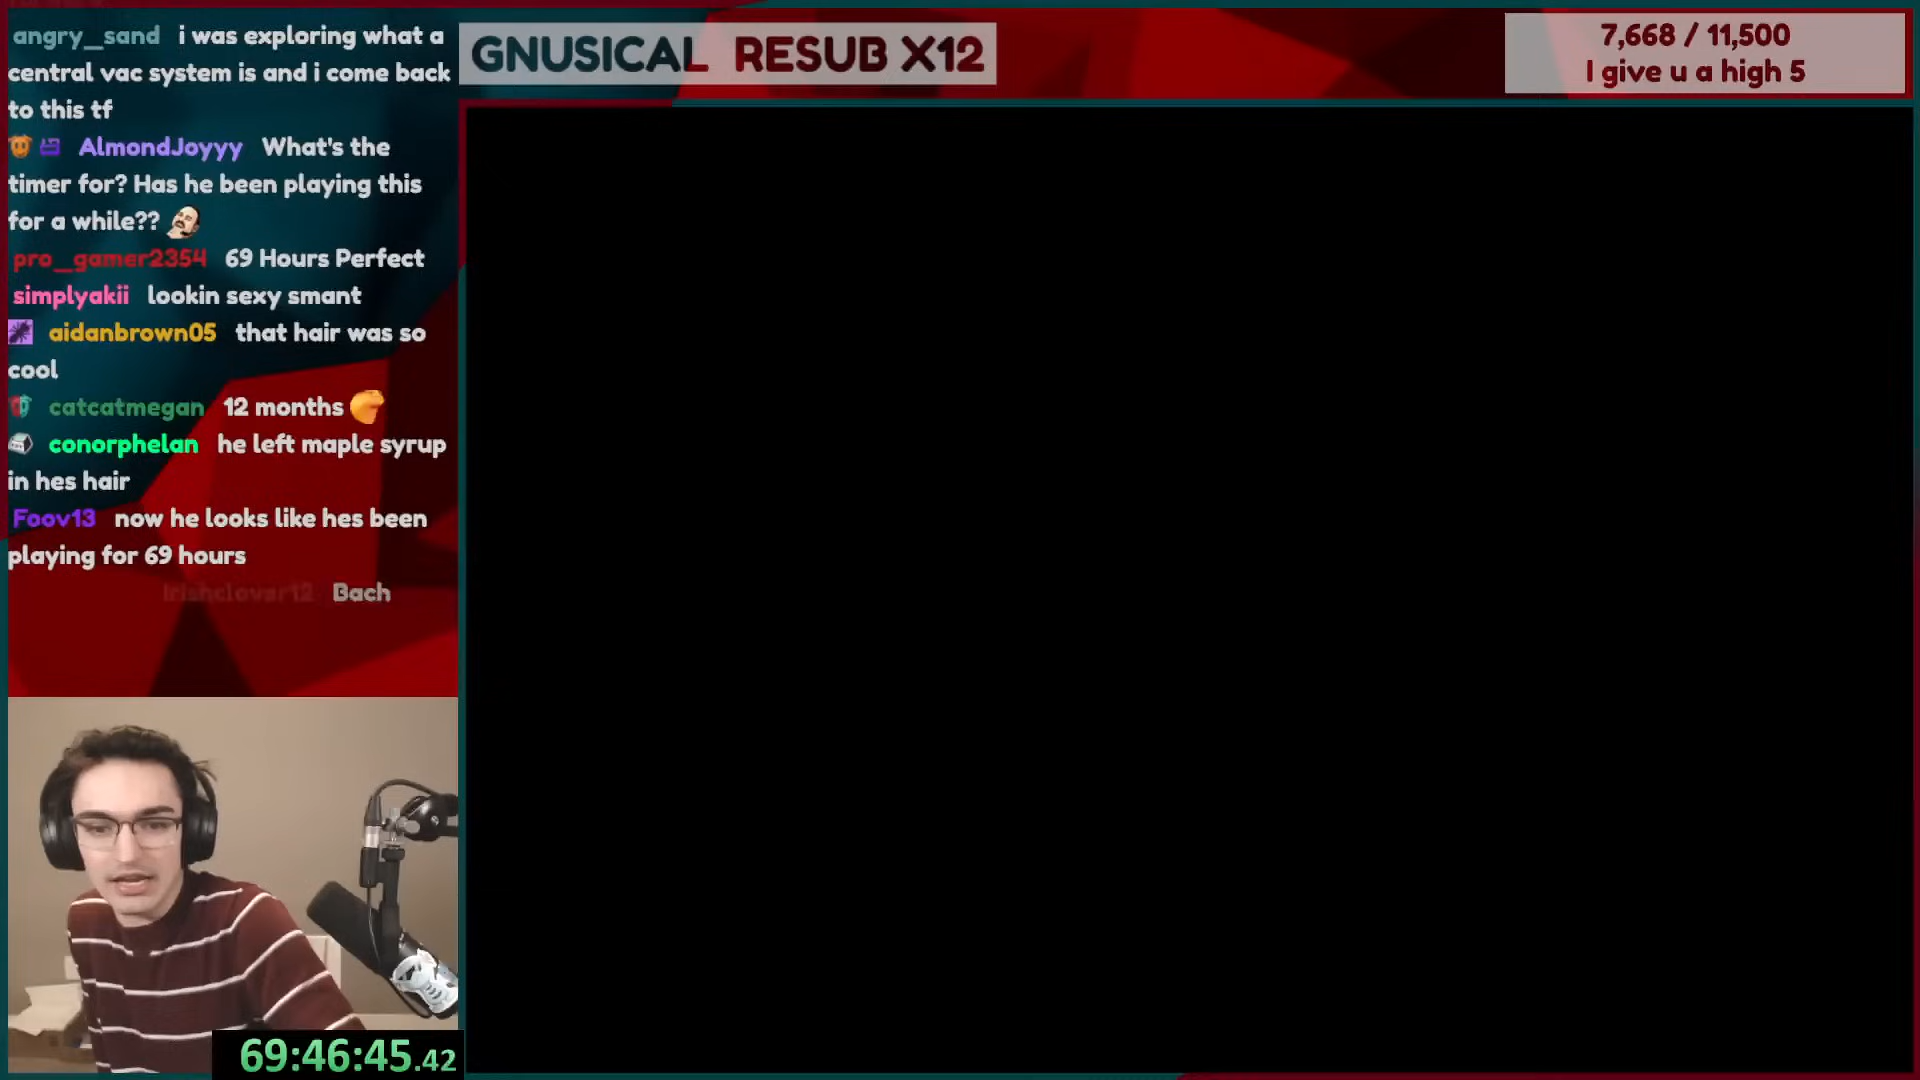 angry_sand i was exploring what a
central vac system is and i come back
to this tf
AlmondJoyyy What's the
timer for? Has he been playing this
for a while??
pro_gamer2354 69 Hours Perfect
simplyakii lookin sexy smant
aidanbrown05 that hair was so
cool
catcatmegan 12 months
conorphelan he left maple syrup
in hes hair
Foov13 now he looks like hes been
playing for 69 hours
Irishclover12 Bach
GNUSICAL RESUB X12
7,668 / 11,500
I give u a high 5
69:46:45.42